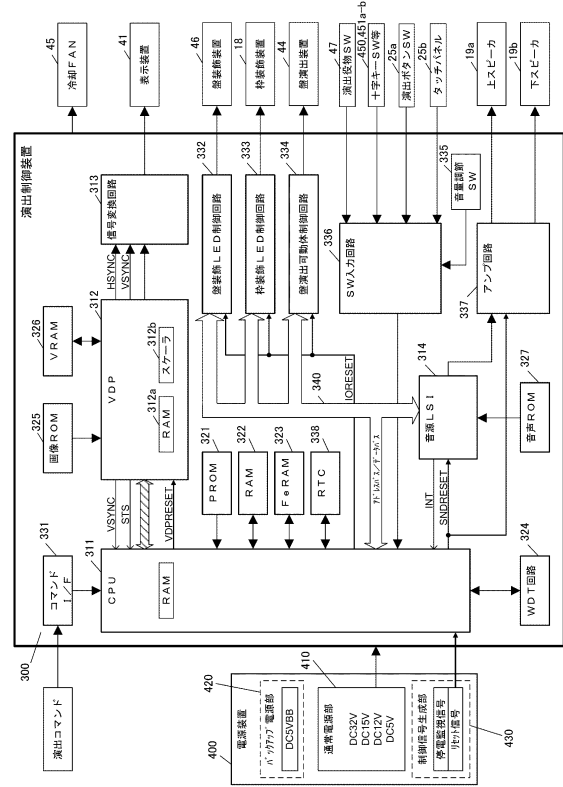 演出制御装置
45
冷却FAN
41
表示装置
46
盤装飾装置
18
枠装飾装置
44
盤演出装置
47
演出役物SW
450,451a-b
十字キーSW等
25a
演出ボタンSW
25b
タッチパネル
19a
上スピーカ
19b
下スピーカ
313
信号変換回路
332
盤装飾LED制御回路
333
枠装飾LED制御回路
334
盤演出可動体制御回路
336
SW入力回路
335
音量調節
SW
337
アンプ回路
HSYNC
VSYNC
326
VRAM
325
画像ROM
312
VDP
312a
RAM
312b
スケーラ
340
IORESET
314
音源LSI
327
音声ROM
VSYNC
STS
VDPRESET
321
PROM
322
RAM
323
FeRAM
338
RTC
アドレスバス/データバス
INT
SNDRESET
331
コマンド
I/F
311
CPU
RAM
324
WDT回路
300
演出コマンド
400
電源装置
420
バックアップ電源部
DC5VBB
410
通常電源部
DC32V
DC15V
DC12V
DC5V
430
制御信号生成部
停電監視信号
リセット信号